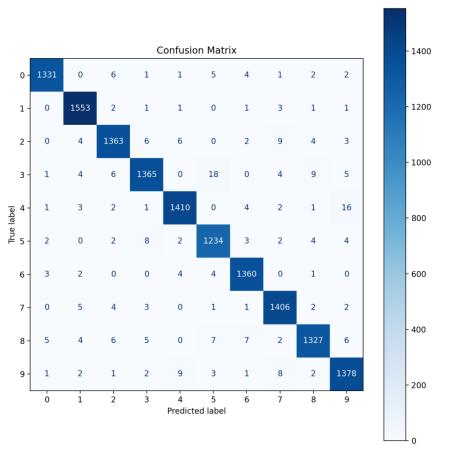 Confusion Matrix
0 1331 0 6 1 1 5 4 1 2 2
1 0 1553 2 1 1 0 1 3 1 1
2 0 4 1363 6 6 0 2 9 4 3
3 1 4 6 1365 0 18 0 4 9 5
4 1 3 2 1 1410 0 4 2 1 16
5 2 0 2 8 2 1234 3 2 4 4
6 3 2 0 0 4 4 1360 0 1 0
7 0 5 4 3 0 1 1 1406 2 2
8 5 4 6 5 0 7 7 2 1327 6
9 1 2 1 2 9 3 1 8 2 1378
0 1 2 3 4 5 6 7 8 9
True label
Predicted label
1400
1200
1000
800
600
400
200
0